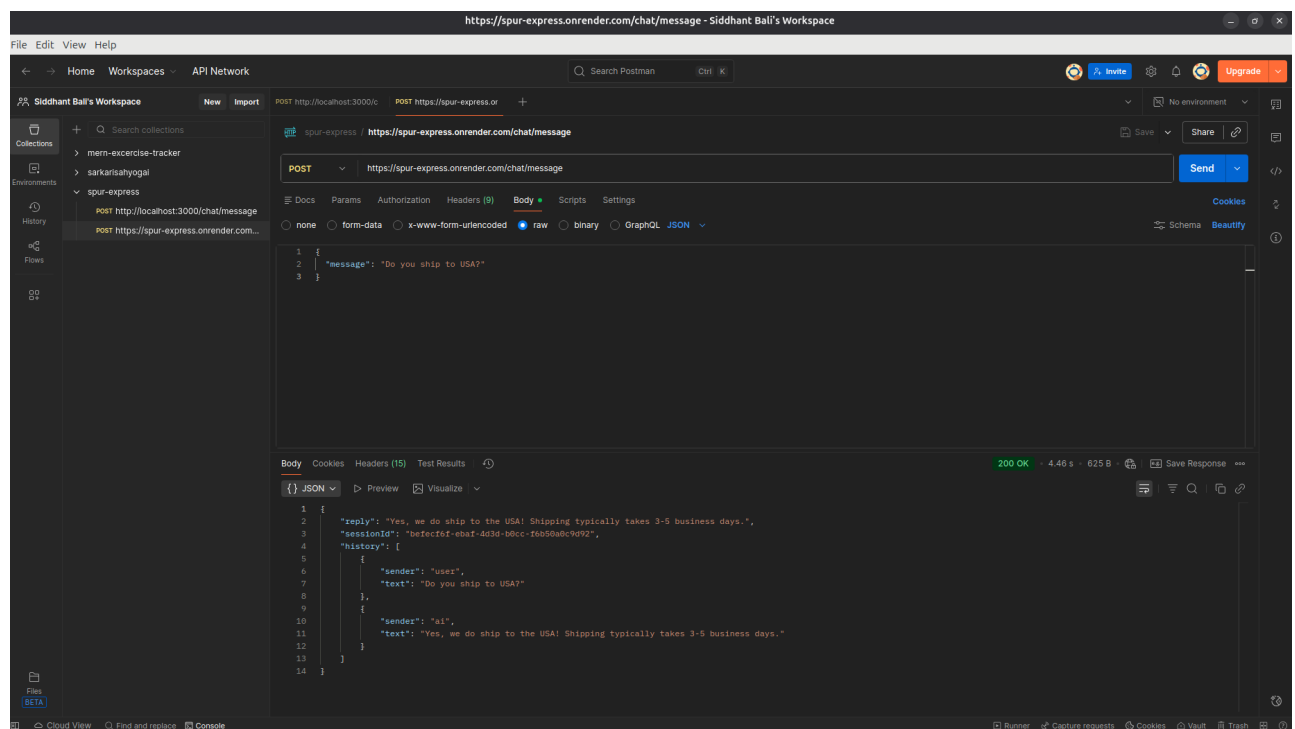 https://spur-express.onrender.com/chat/message - Siddhant Bali's Workspace
File Edit View Help
Home Workspaces API Network Search Postman Ctrl K Invite Upgrade
Siddhant Bali's Workspace New Import POST http://localhost:3000/c POST https://spur-express.or No environment
Collections Search collections spur-express / https://spur-express.onrender.com/chat/message Save Share
mern-excercise-tracker
sarkarisahyogai
POST https://spur-express.onrender.com/chat/message Send
Environments
spur-express
Docs Params Authorization Headers (9) Body Scripts Settings Cookies
POST http://localhost:3000/chat/message
History
POST https://spur-express.onrender.com...
none form-data x-www-form-urlencoded raw binary GraphQL JSON Schema Beautify
Flows
1 {
2 "message": "Do you ship to USA?"
3 }
Body Cookies Headers (15) Test Results 200 OK 4.46 s 625 B Save Response
{} JSON Preview Visualize
1 {
2 "reply": "Yes, we do ship to the USA! Shipping typically takes 3-5 business days.",
3 "sessionId": "befecf6f-ebaf-4d3d-b0cc-f6b50a0c9d92",
4 "history": [
5 {
6 "sender": "user",
7 "text": "Do you ship to USA?"
8 },
9 {
10 "sender": "ai",
11 "text": "Yes, we do ship to the USA! Shipping typically takes 3-5 business days."
12 }
13 ]
14 }
Files
BETA
Cloud View Find and replace Console Runner Capture requests Cookies Vault Trash